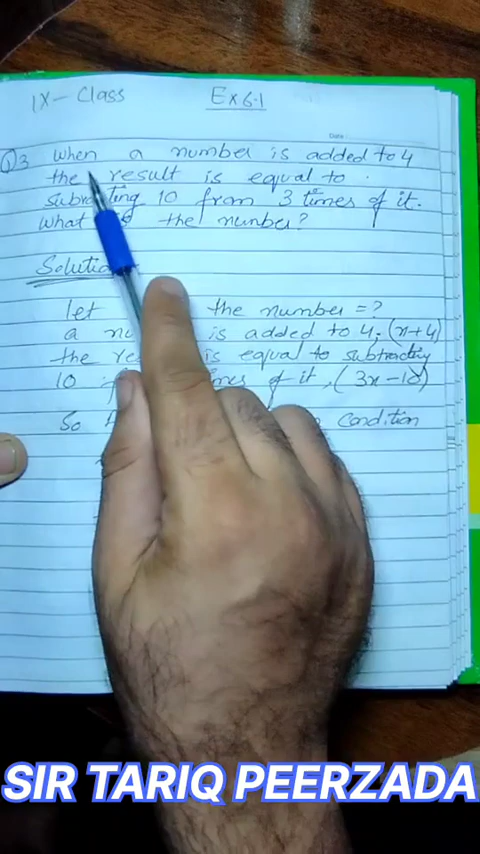 IX - Class Ex 6.1
Date:
Q3 When a number is added to 4
the result is equal to
subtracting 10 from 3 times of it.
What the number?
Solution
let the number = ?
a is added to 4, (x+4)
the is equal to subtracting
10 of it, (3x-10)
So condition
SIR TARIQ PEERZADA